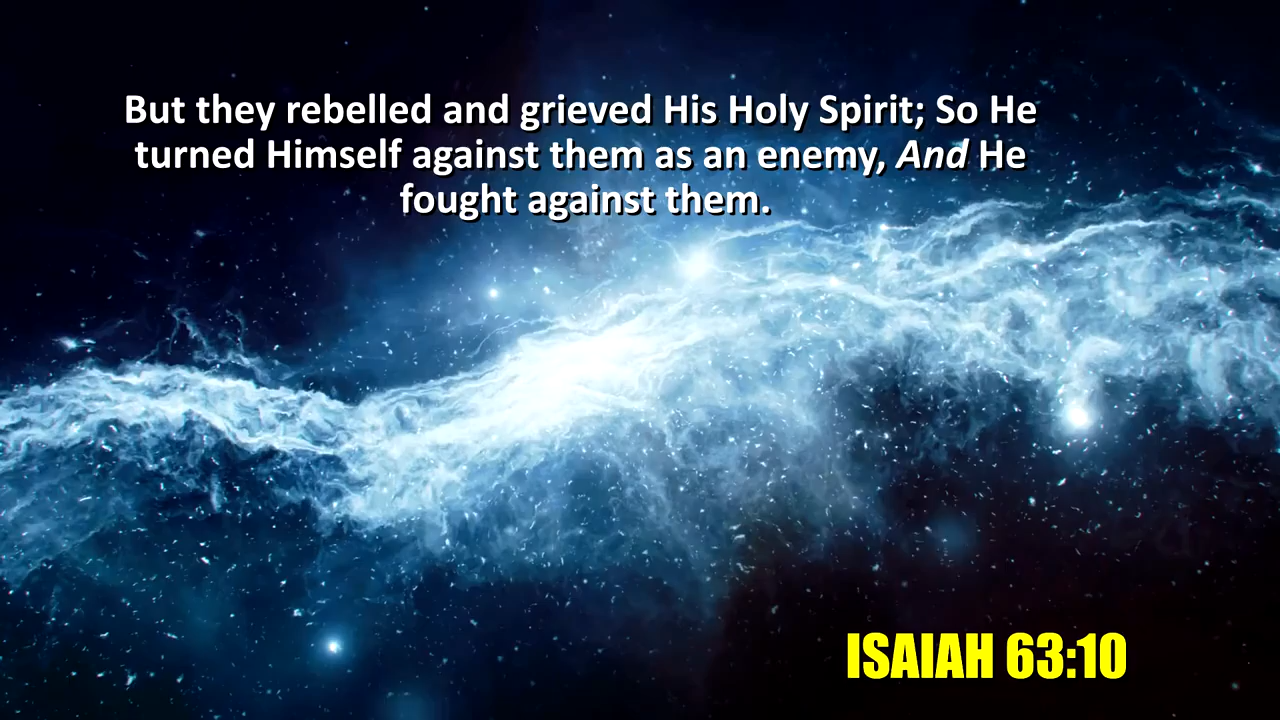 But they rebelled and grieved His Holy Spirit; So He
turned Himself against them as an enemy, And He
fought against them.
ISAIAH 63:10